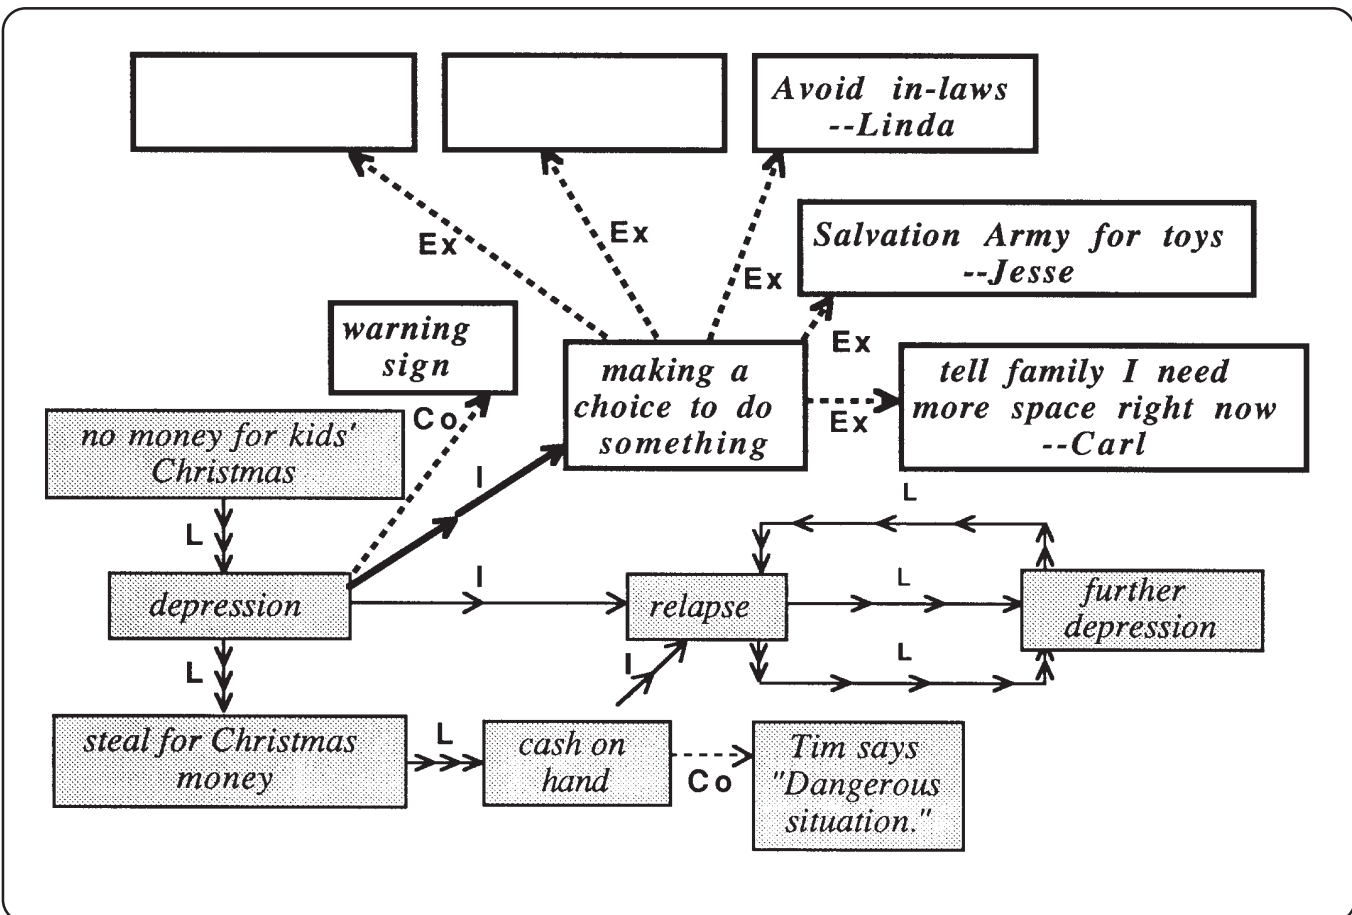 Avoid in-laws
--Linda
Ex
Ex
Ex
Salvation Army for toys
--Jesse
Ex
warning
sign
making a
choice to do
something
Ex
tell family I need
more space right now
--Carl
Co
no money for kids'
Christmas
I
L
L
depression
I
relapse
L
further
depression
L
I
L
steal for Christmas
money
L
cash on
hand
Co
Tim says
"Dangerous
situation."